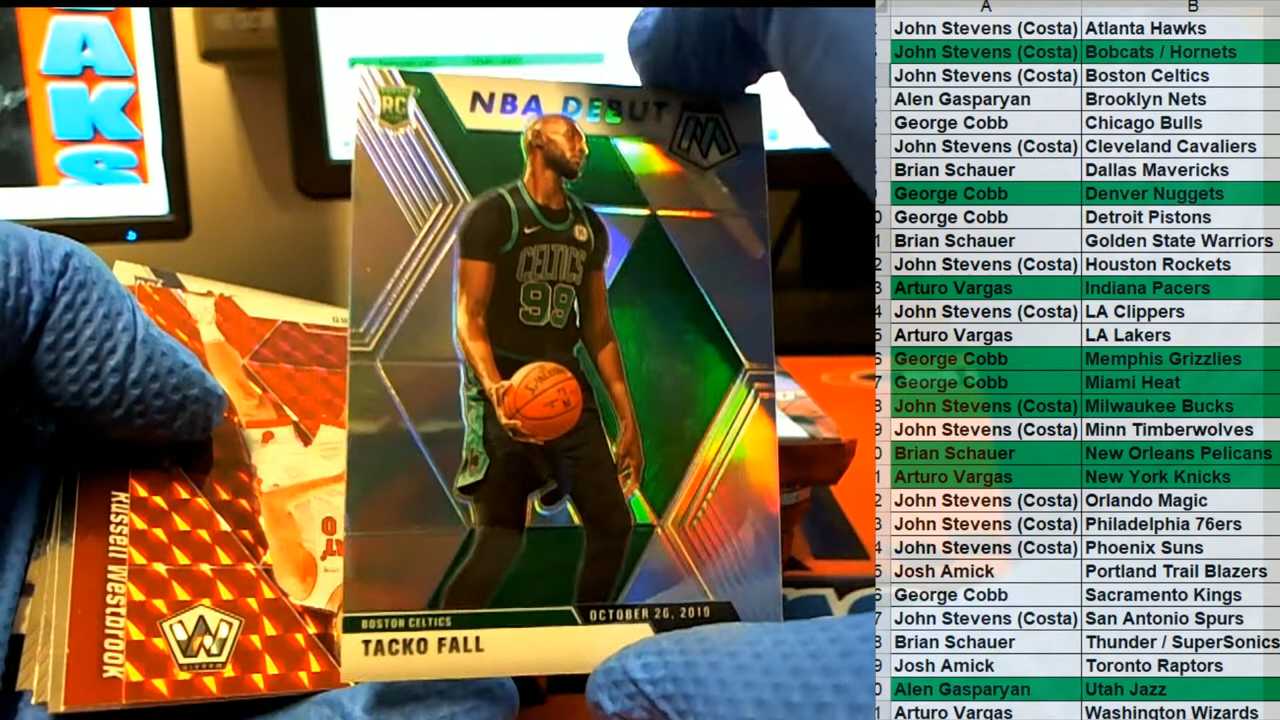 AKS
RC
NBA DEBUT
CELTICS
99
SPALDING
BOSTON CELTICS
OCTOBER 26, 2019
TACKO FALL
Russell Westbrook
MOSAIC
A B
John Stevens (Costa) Atlanta Hawks
John Stevens (Costa) Bobcats / Hornets
John Stevens (Costa) Boston Celtics
Alen Gasparyan Brooklyn Nets
George Cobb Chicago Bulls
John Stevens (Costa) Cleveland Cavaliers
Brian Schauer Dallas Mavericks
George Cobb Denver Nuggets
George Cobb Detroit Pistons
Brian Schauer Golden State Warriors
John Stevens (Costa) Houston Rockets
Arturo Vargas Indiana Pacers
John Stevens (Costa) LA Clippers
Arturo Vargas LA Lakers
George Cobb Memphis Grizzlies
George Cobb Miami Heat
John Stevens (Costa) Milwaukee Bucks
John Stevens (Costa) Minn Timberwolves
Brian Schauer New Orleans Pelicans
Arturo Vargas New York Knicks
John Stevens (Costa) Orlando Magic
John Stevens (Costa) Philadelphia 76ers
John Stevens (Costa) Phoenix Suns
Josh Amick Portland Trail Blazers
George Cobb Sacramento Kings
John Stevens (Costa) San Antonio Spurs
Brian Schauer Thunder / SuperSonics
Josh Amick Toronto Raptors
Alen Gasparyan Utah Jazz
Arturo Vargas Washington Wizards